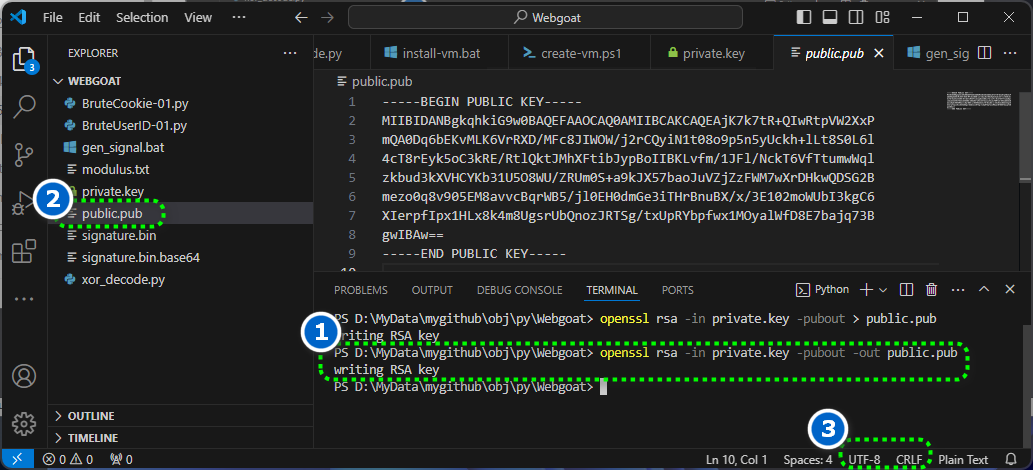 File Edit Selection View ··· Webgoat
EXPLORER ···
WEBGOAT
BruteCookie-01.py
BruteUserID-01.py
gen_signal.bat
modulus.txt
private.key
public.pub
signature.bin
signature.bin.base64
xor_decode.py
OUTLINE
TIMELINE
3
2
de.py install-vm.bat create-vm.ps1 private.key public.pub gen_sig ···
public.pub
1 -----BEGIN PUBLIC KEY-----
2 MIIBIDANBgkqhkiG9w0BAQEFAAOCAQ0AMIIBCAKCAQEAjK7k7tR+QIwRtpVW2XxP
3 mQA0Dq6bEKvMLK6VrRXD/MFc8JIWOW/j2rCQyiN1t08o9p5n5yUckh+lLt8S0L6l
4 4cT8rEyk5oC3kRE/RtlQktJMhXFtibJypBoIIBKLvfm/1JFl/NckT6VfTtumwWql
5 zkbud3kXVHCYKb31U5O8WU/ZRUm0S+a9kJX57baoJuVZjZzFWM7wXrDHkwQDSG2B
6 mezo0q8v905EM8avvcBqrWB5/jl0EH0dmGe3iTHrBnuBX/x/3E102moWUbI3kgC6
7 XIerpfIpx1HLx8k4m8UgsrUbQnozJRTSg/txUpRYbpfwx1MOyalWfD8E7bajq73B
8 gwIBAw==
9 -----END PUBLIC KEY-----
10
PROBLEMS OUTPUT DEBUG CONSOLE TERMINAL PORTS Python ···
PS D:\MyData\mygithub\obj\py\Webgoat> openssl rsa -in private.key -pubout > public.pub
1
writing RSA key
PS D:\MyData\mygithub\obj\py\Webgoat> openssl rsa -in private.key -pubout -out public.pub
writing RSA key
PS D:\MyData\mygithub\obj\py\Webgoat>
3
0 0 0 Ln 10, Col 1 Spaces: 4 UTF-8 CRLF Plain Text